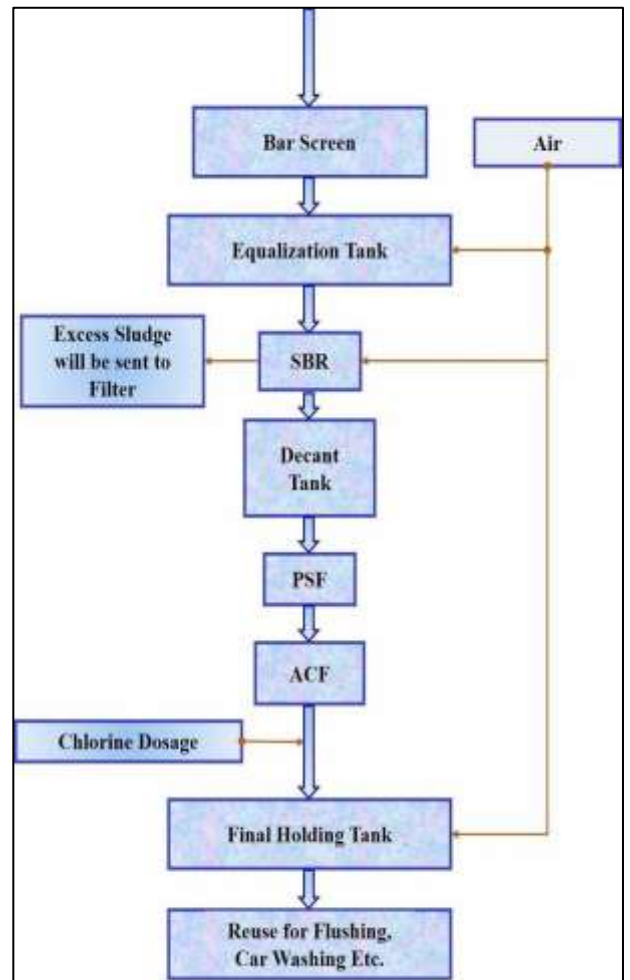 Bar Screen
Air
Equalization Tank
Excess Sludge
will be sent to
Filter
SBR
Decant
Tank
PSF
ACF
Chlorine Dosage
Final Holding Tank
Reuse for Flushing,
Car Washing Etc.